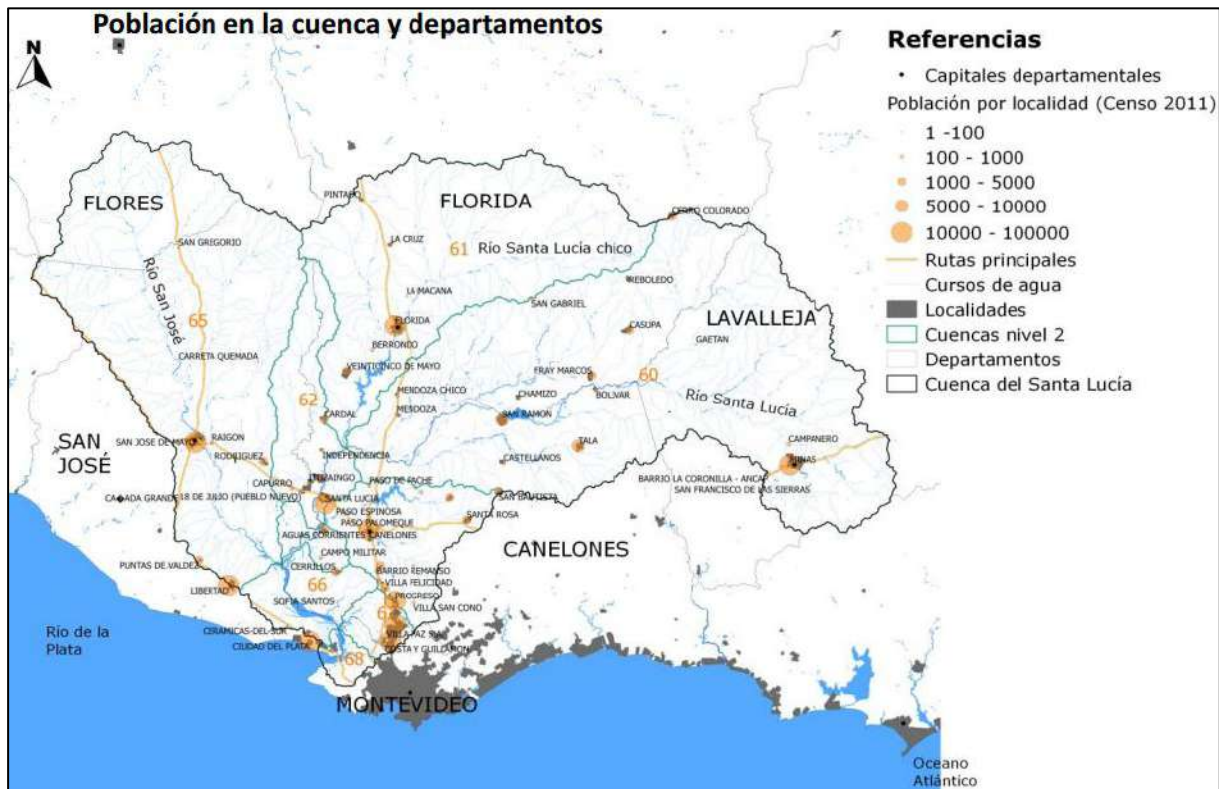 Población en la cuenca y departamentos
N
Referencias
Capitales departamentales
Población por localidad (Censo 2011)
1 -100
100 - 1000
1000 - 5000
5000 - 10000
10000 - 100000
Rutas principales
Cursos de agua
Localidades
Cuencas nivel 2
Departamentos
Cuenca del Santa Lucía
FLORES
FLORIDA
PINTADO
CERRO COLORADO
SAN GREGORIO
LA CRUZ
61
Río Santa Lucía chico
Río San José
REBOLEDO
LA MACANA
SAN GABRIEL
65
FLORIDA
CASUPA
LAVALLEJA
GAETAN
BERRONDO
CARRETA QUEMADA
VEINTICINCO DE MAYO
FRAY MARCOS
60
MENDOZA CHICO
CHAMIZO
BOLIVAR
62
Río Santa Lucía
CARDAL
MENDOZA
SAN RAMON
SAN JOSÉ
SAN JOSE DE MAYO
RAIGON
TALA
CAMPANERO
INDEPENDENCIA
RODRIGUEZ
CASTELLANOS
MINAS
CAPURRO
ITUZAINGO
PASO DE PACHE
BARRIO LA CORONILLA - ANCAP
SAN FRANCISCO DE LAS SIERRAS
CAÑADA GRANDE
18 DE JULIO (PUEBLO NUEVO)
SANTA LUCIA
SAN BAUTISTA
PASO ESPINOSA
SANTA ROSA
PASO PALOMEQUE
AGUAS CORRIENTES
CANELONES
CANELONES
CAMPO MILITAR
PUNTAS DE VALDEZ
CERRILLOS
BARRIO REMANSO
66
VILLA FELICIDAD
LIBERTAD
PROGRESO
SOFIA SANTOS
VILLA SAN CONO
Río de la Plata
CERAMICAS-DEL-SUR
CIUDAD DEL PLATA
COSTA Y GUILLAMON
68
MONTEVIDEO
Oceano
Atlántico